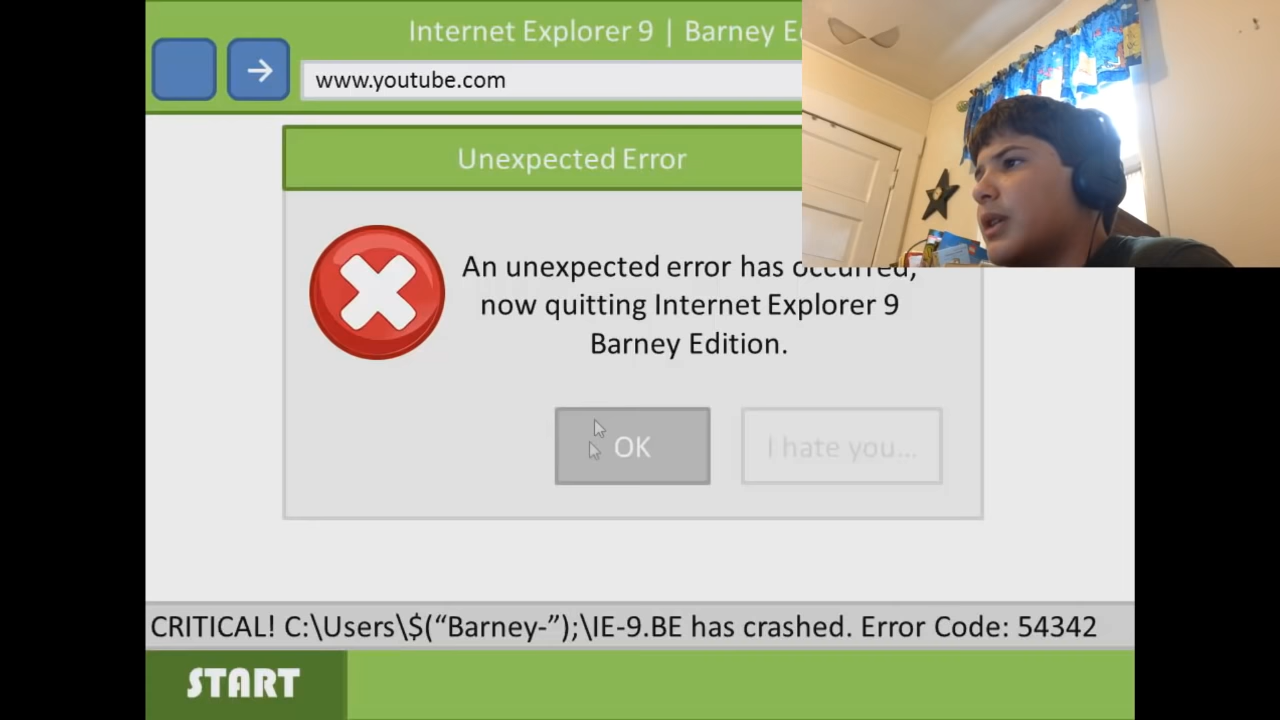 Internet Explorer 9 | Barney E
www.youtube.com
Unexpected Error
An unexpected error has occurred,
now quitting Internet Explorer 9
Barney Edition.
OK
I hate you...
CRITICAL! C:\Users\$(“Barney-”);\IE-9.BE has crashed. Error Code: 54342
START